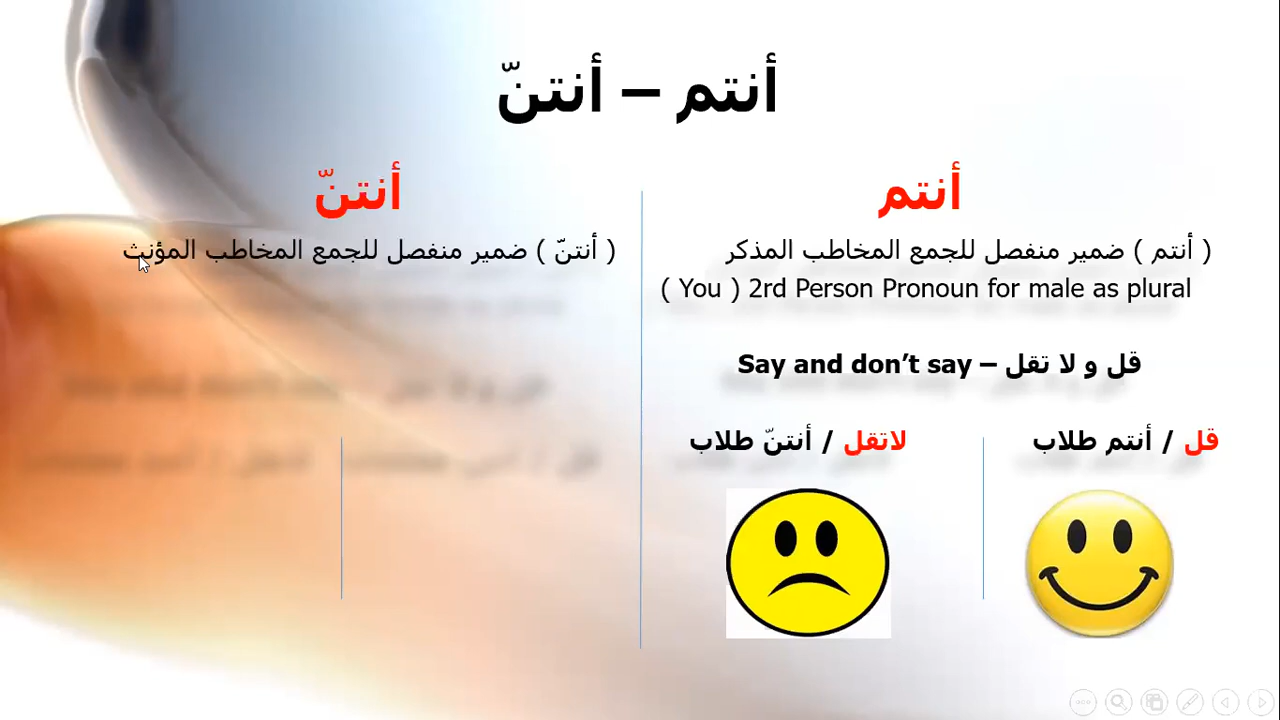 أنتم – أنتنّ
أنتم
( أنتم ) ضمير منفصل للجمع المخاطب المذكر
( You ) 2rd Person Pronoun for male as plural
Say and don’t say – قل و لا تقل
قل / أنتم طلاب
لاتقل / أنتنّ طلاب
أنتنّ
( أنتنّ ) ضمير منفصل للجمع المخاطب المؤنث